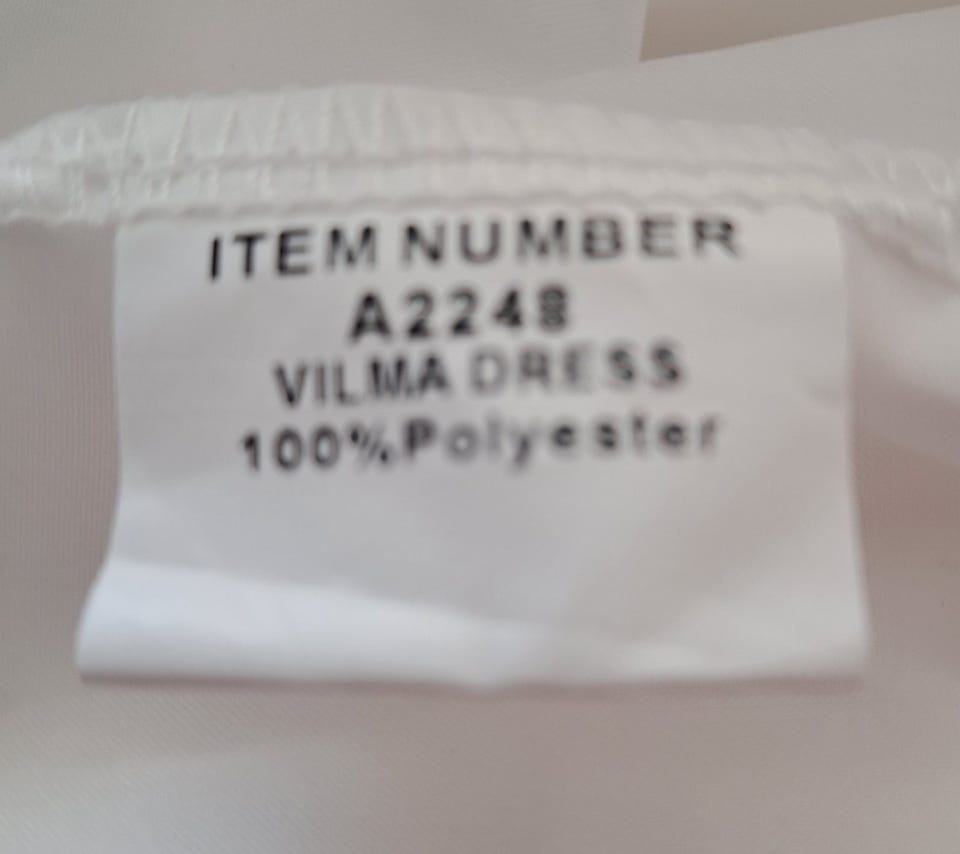 ITEM NUMBER
A2248
VILMA DRESS
100%Polyester